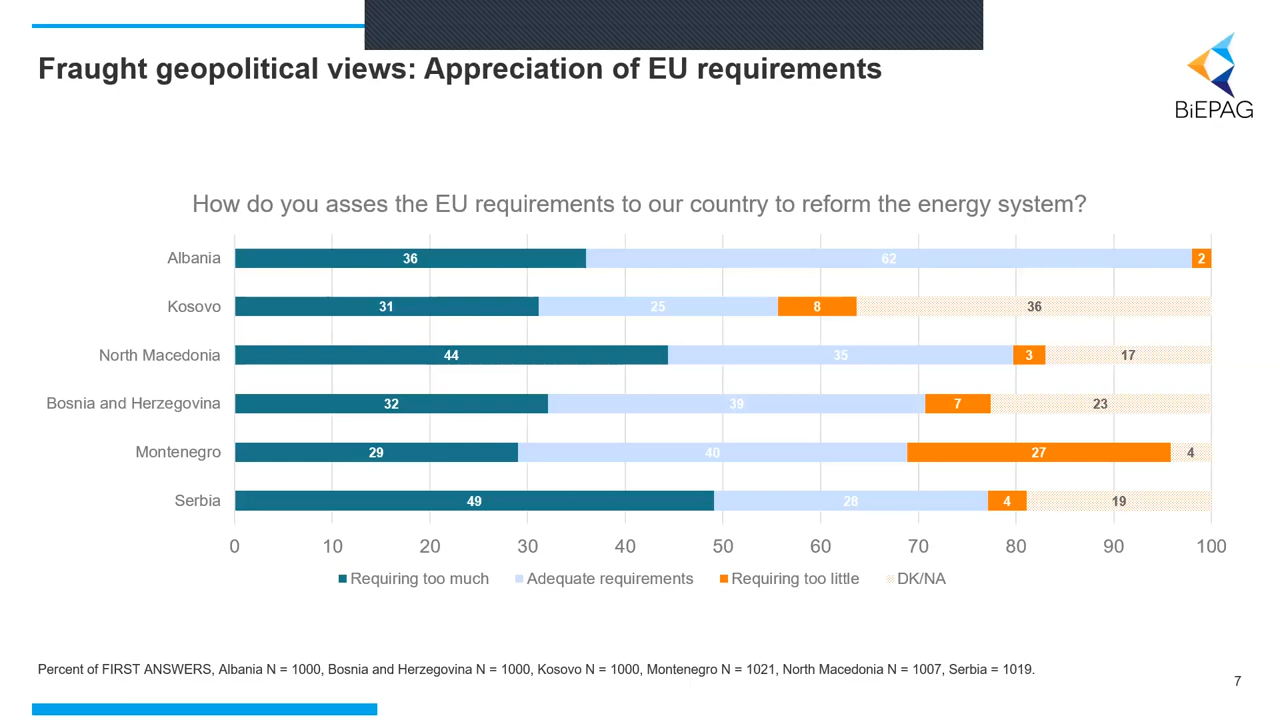 Fraught geopolitical views: Appreciation of EU requirements
BiEPAG
How do you asses the EU requirements to our country to reform the energy system?
Albania 36 62 2
Kosovo 31 25 8 36
North Macedonia 44 35 3 17
Bosnia and Herzegovina 32 39 7 23
Montenegro 29 40 27 4
Serbia 49 28 4 19
0 10 20 30 40 50 60 70 80 90 100
Requiring too much Adequate requirements Requiring too little DK/NA
Percent of FIRST ANSWERS, Albania N = 1000, Bosnia and Herzegovina N = 1000, Kosovo N = 1000, Montenegro N = 1021, North Macedonia N = 1007, Serbia = 1019.
7